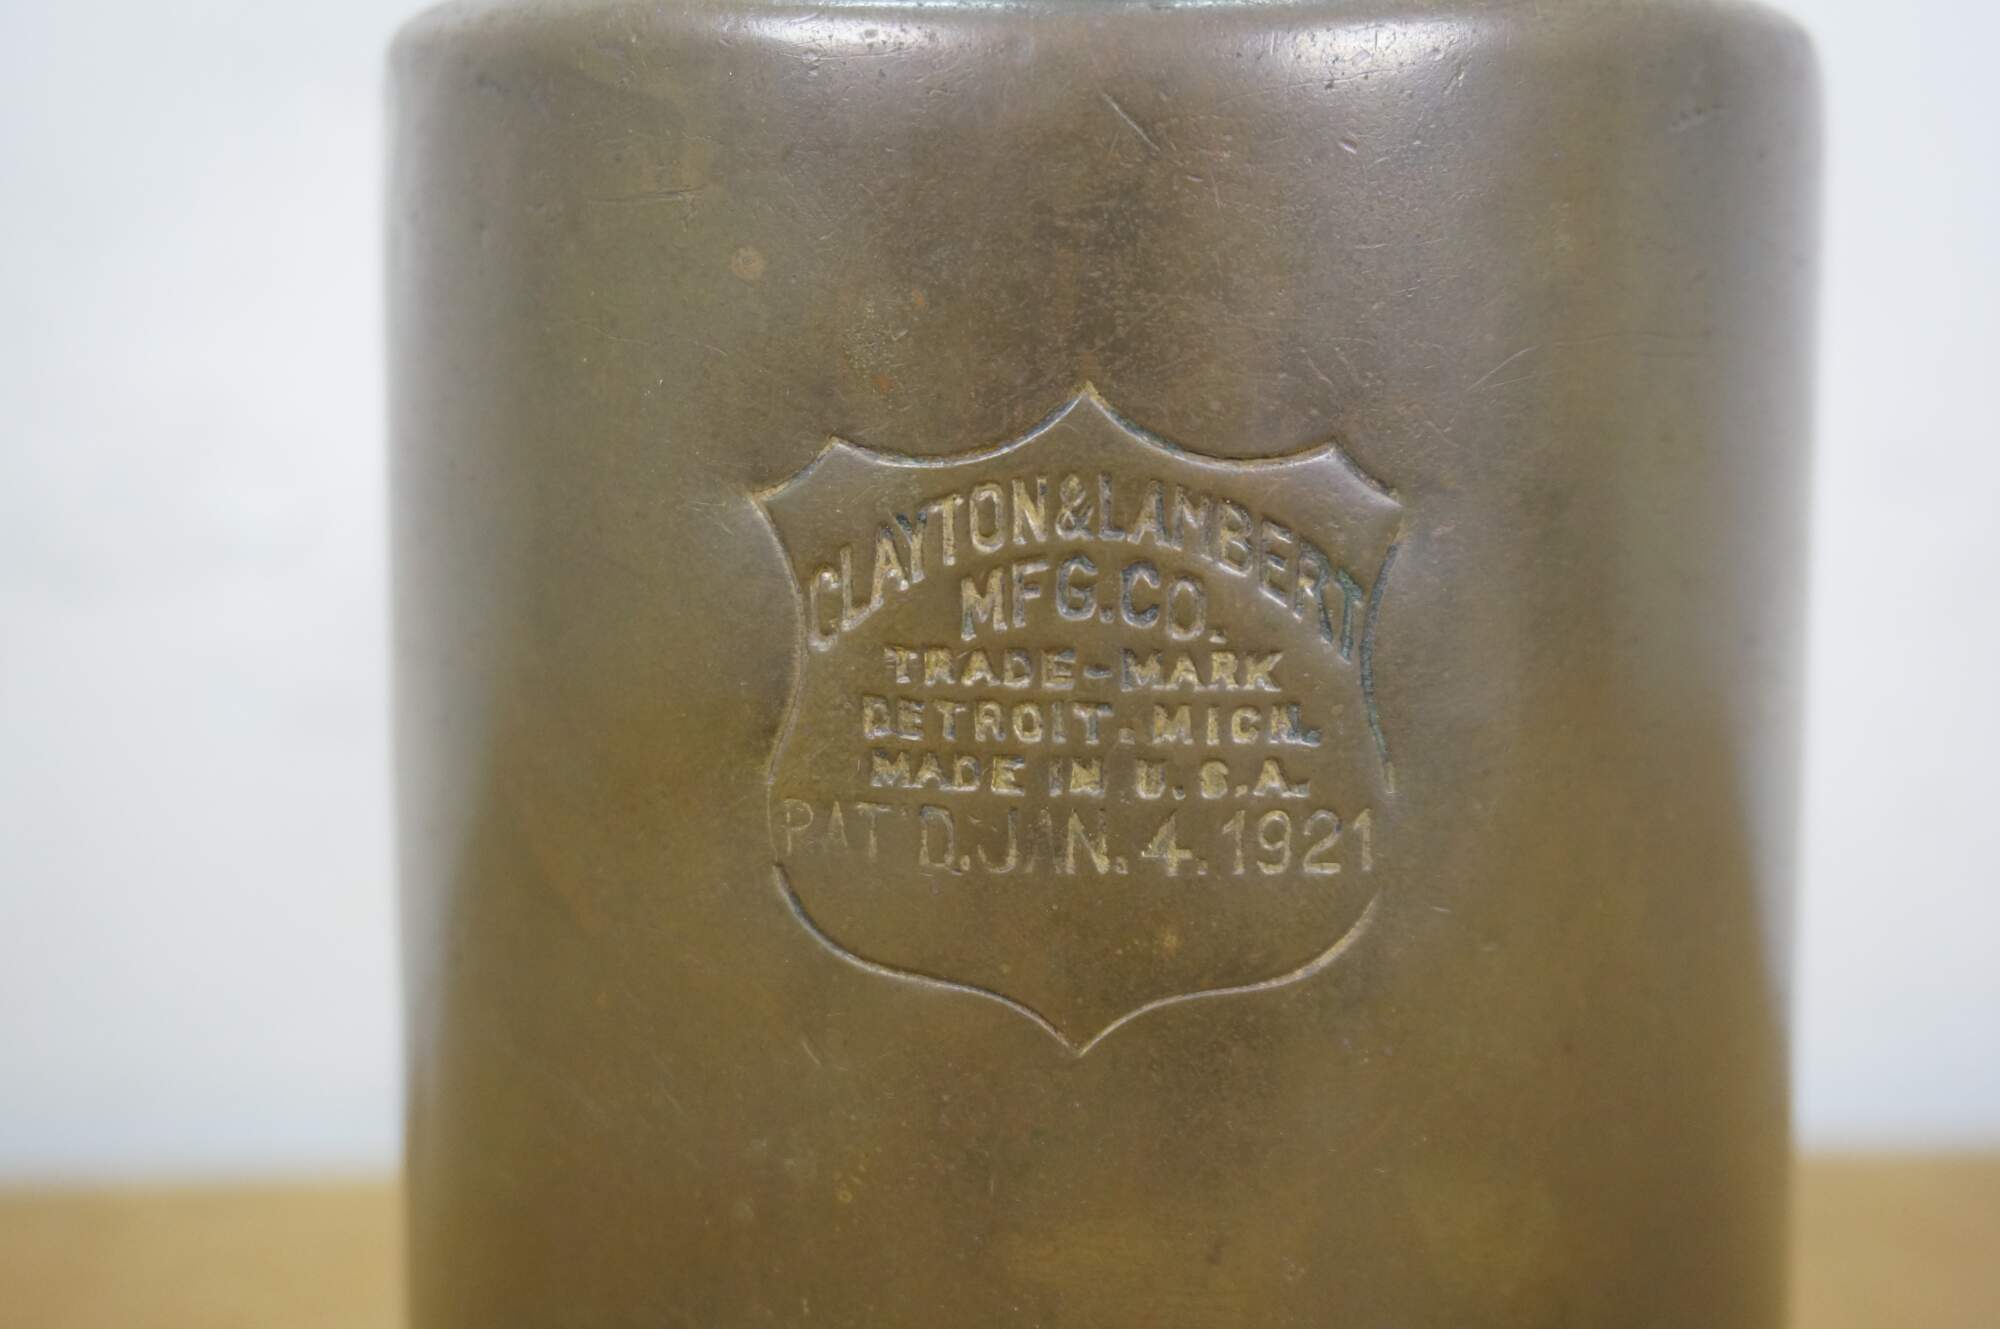 CLAYTON & LAMBERT
MFG. CO.
TRADE-MARK
DETROIT. MICH.
MADE IN U.S.A.
PAT'D. JAN. 4. 1921